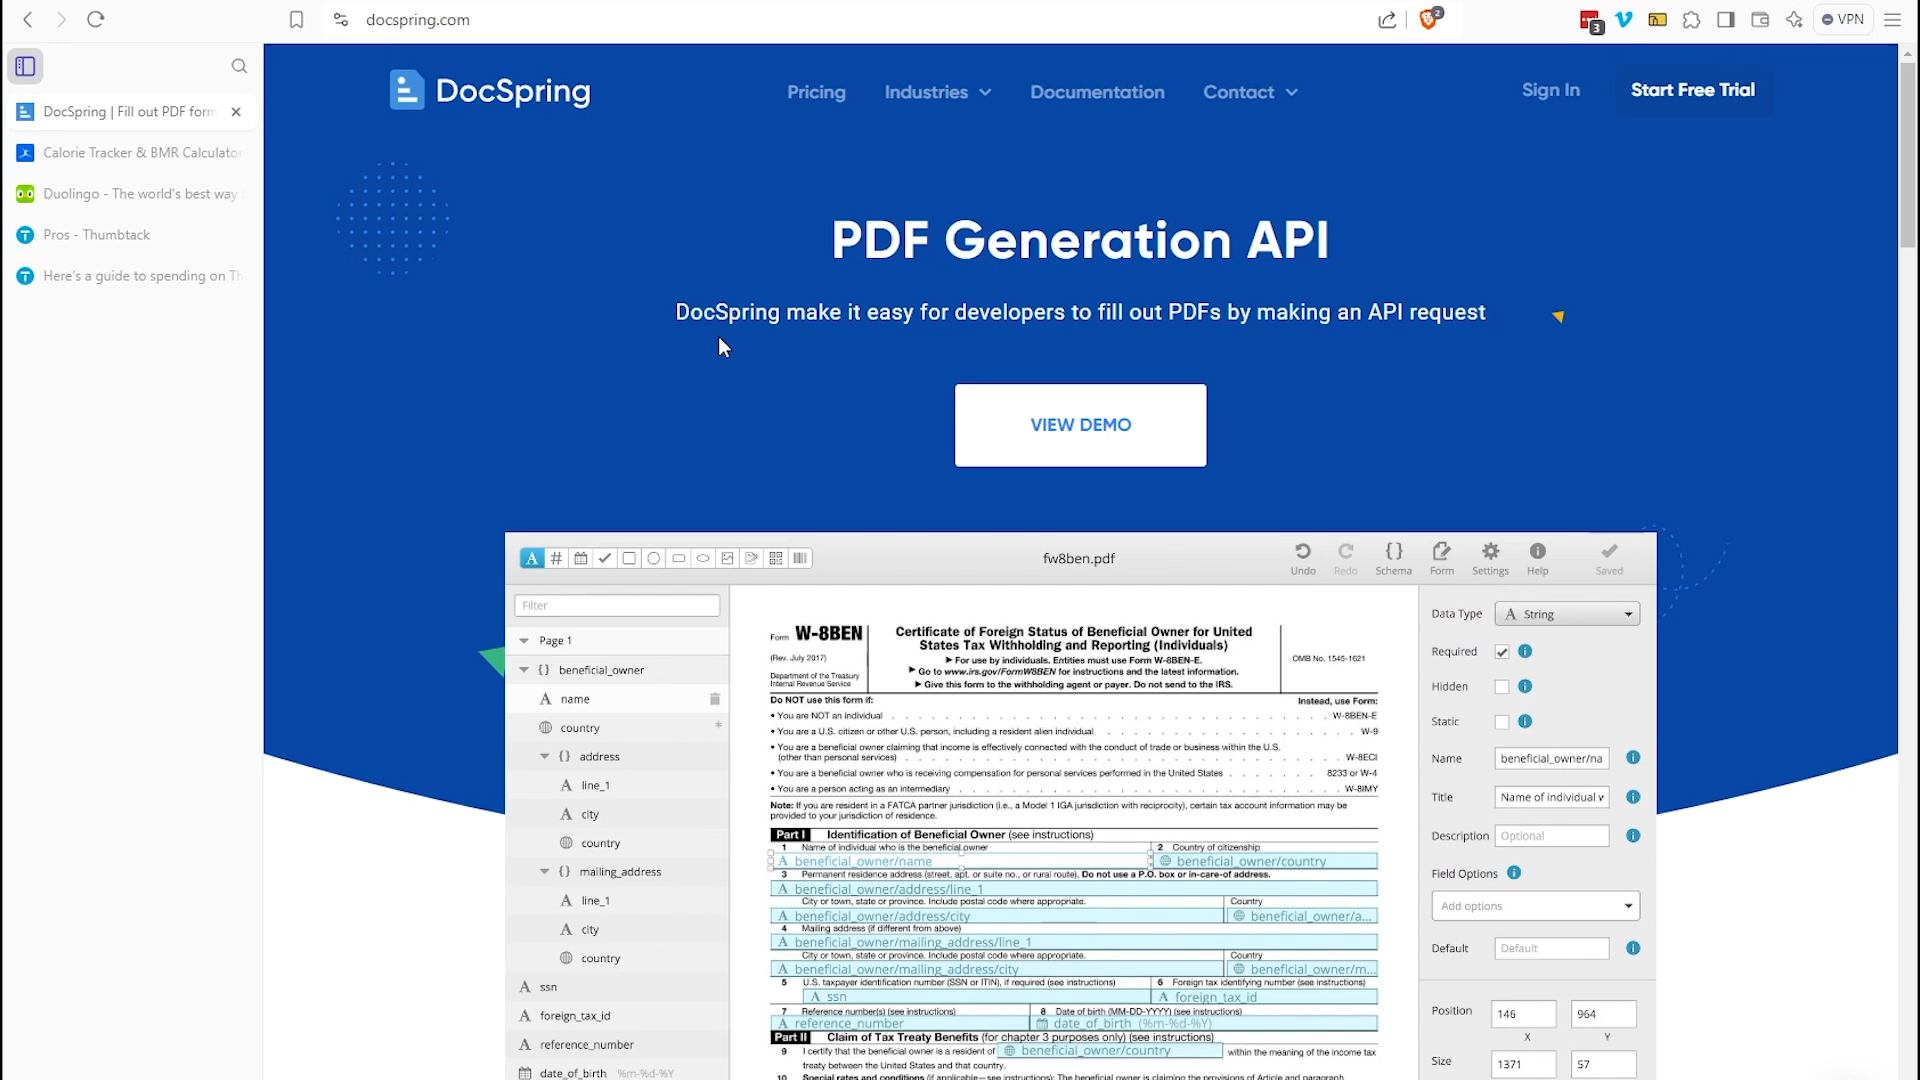 docspring.com
2
3
VPN
DocSpring | Fill out PDF form
Calorie Tracker & BMR Calculator
Duolingo - The world's best way
Pros - Thumbtack
Here's a guide to spending on Th
DocSpring
Pricing
Industries
Documentation
Contact
Sign In
Start Free Trial
PDF Generation API
DocSpring make it easy for developers to fill out PDFs by making an API request
VIEW DEMO
fw8ben.pdf
Undo
Redo
Schema
Form
Settings
Help
Saved
Filter
Page 1
{} beneficial_owner
A name
country *
{} address
A line_1
A city
country
{} mailing_address
A line_1
A city
country
A ssn
A foreign_tax_id
A reference_number
date_of_birth %m-%d-%Y
Form W-8BEN
(Rev. July 2017)
Department of the Treasury
Internal Revenue Service
Certificate of Foreign Status of Beneficial Owner for United
States Tax Withholding and Reporting (Individuals)
▶ For use by individuals. Entities must use Form W-8BEN-E.
▶ Go to www.irs.gov/FormW8BEN for instructions and the latest information.
▶ Give this form to the withholding agent or payer. Do not send to the IRS.
OMB No. 1545-1621
Do NOT use this form if: Instead, use Form:
• You are NOT an individual W-8BEN-E
• You are a U.S. citizen or other U.S. person, including a resident alien individual W-9
• You are a beneficial owner claiming that income is effectively connected with the conduct of trade or business within the U.S.
(other than personal services) W-8ECI
• You are a beneficial owner who is receiving compensation for personal services performed in the United States 8233 or W-4
• You are a person acting as an intermediary W-8IMY
Note: If you are resident in a FATCA partner jurisdiction (i.e., a Model 1 IGA jurisdiction with reciprocity), certain tax account information may be
provided to your jurisdiction of residence.
Part I Identification of Beneficial Owner (see instructions)
1 Name of individual who is the beneficial owner
2 Country of citizenship
A beneficial_owner/name
beneficial_owner/country
3 Permanent residence address (street, apt. or suite no., or rural route). Do not use a P.O. box or in-care-of address.
A beneficial_owner/address/line_1
City or town, state or province. Include postal code where appropriate.
Country
A beneficial_owner/address/city
beneficial_owner/a...
4 Mailing address (if different from above)
A beneficial_owner/mailing_address/line_1
City or town, state or province. Include postal code where appropriate.
Country
A beneficial_owner/mailing_address/city
beneficial_owner/m...
5 U.S. taxpayer identification number (SSN or ITIN), if required (see instructions)
6 Foreign tax identifying number (see instructions)
A ssn
A foreign_tax_id
7 Reference number(s) (see instructions)
8 Date of birth (MM-DD-YYYY) (see instructions)
A reference_number
date_of_birth (%m-%d-%Y)
Part II Claim of Tax Treaty Benefits (for chapter 3 purposes only) (see instructions)
9 I certify that the beneficial owner is a resident of beneficial_owner/country within the meaning of the income tax
treaty between the United States and that country.
10 Special rates and conditions (if applicable—see instructions): The beneficial owner is claiming the provisions of Article and paragraph
Data Type A String
Required
Hidden
Static
Name beneficial_owner/na
Title Name of individual w
Description Optional
Field Options
Add options
Default Default
Position 146 964
X Y
Size 1371 57